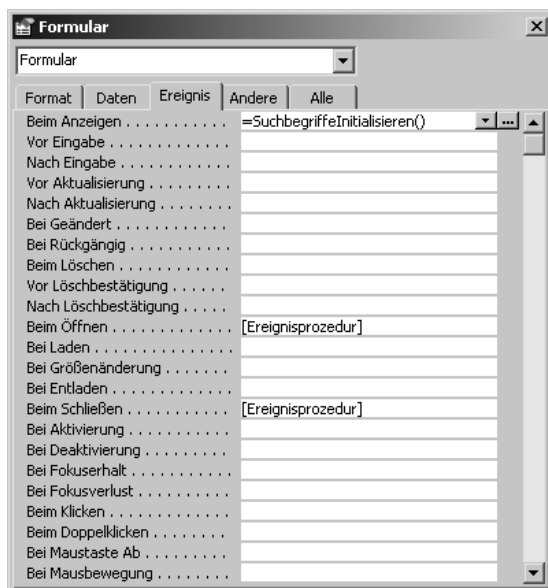 Formular
Formular
Format Daten Ereignis Andere Alle
Beim Anzeigen . . . . . . . . . . . =SuchbegriffeInitialisieren() ...
Vor Eingabe . . . . . . . . . . . . .
Nach Eingabe . . . . . . . . . . . .
Vor Aktualisierung . . . . . . . . .
Nach Aktualisierung . . . . . . . .
Bei Geändert . . . . . . . . . . . .
Bei Rückgängig . . . . . . . . . . .
Beim Löschen . . . . . . . . . . . .
Vor Löschbestätigung . . . . . .
Nach Löschbestätigung . . . . .
Beim Öffnen . . . . . . . . . . . . . [Ereignisprozedur]
Bei Laden . . . . . . . . . . . . . . .
Bei Größenänderung . . . . . . .
Bei Entladen . . . . . . . . . . . . .
Beim Schließen . . . . . . . . . . . [Ereignisprozedur]
Bei Aktivierung . . . . . . . . . . .
Bei Deaktivierung . . . . . . . . .
Bei Fokuserhalt . . . . . . . . . . .
Bei Fokusverlust . . . . . . . . . .
Beim Klicken . . . . . . . . . . . . .
Beim Doppelklicken . . . . . . . .
Bei Maustaste Ab . . . . . . . . .
Bei Mausbewegung . . . . . . . .